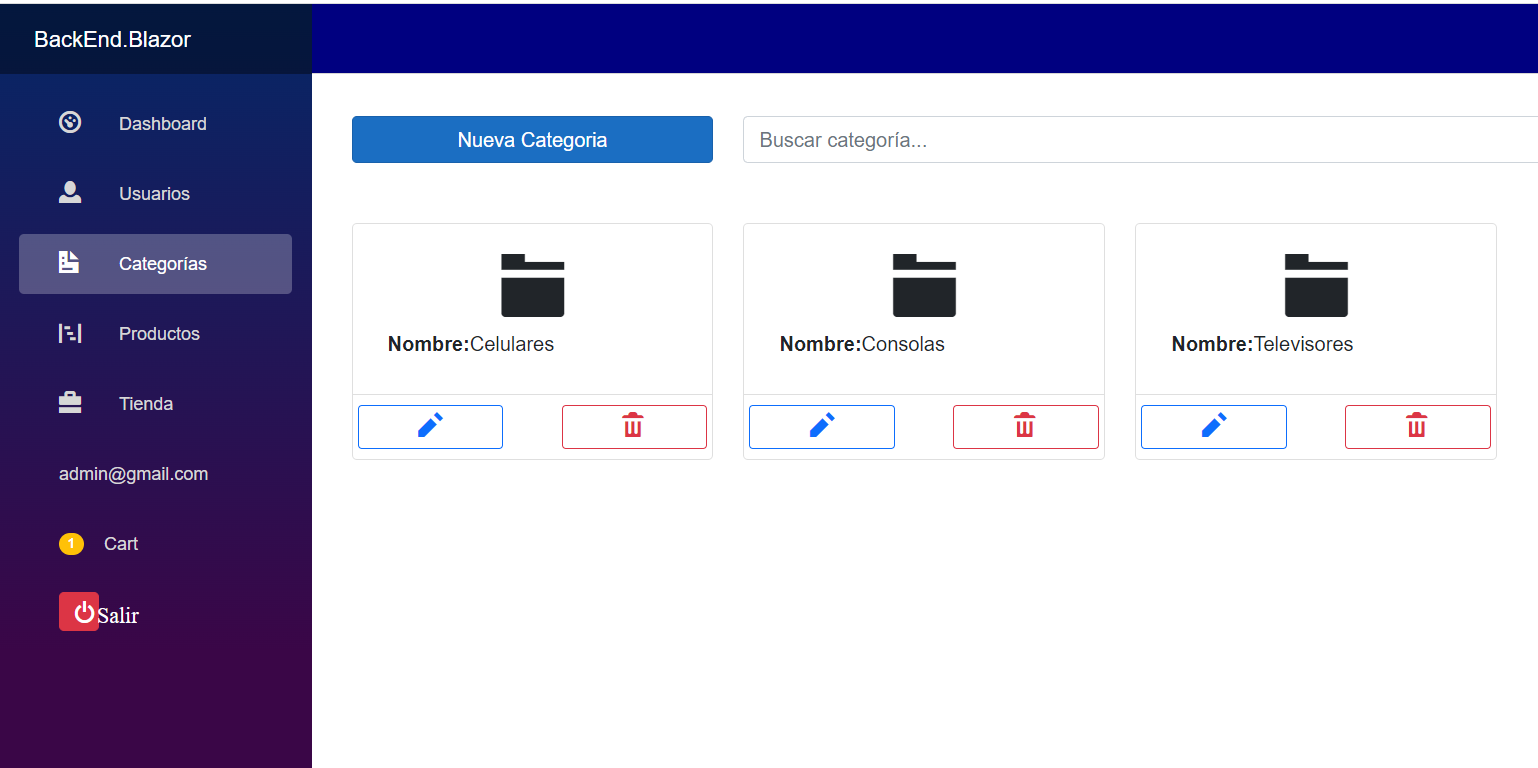 BackEnd.Blazor
Dashboard
Usuarios
Categorías
Productos
Tienda
admin@gmail.com
1 Cart
Salir
Nueva Categoria
Buscar categoría...
Nombre:Celulares
Nombre:Consolas
Nombre:Televisores